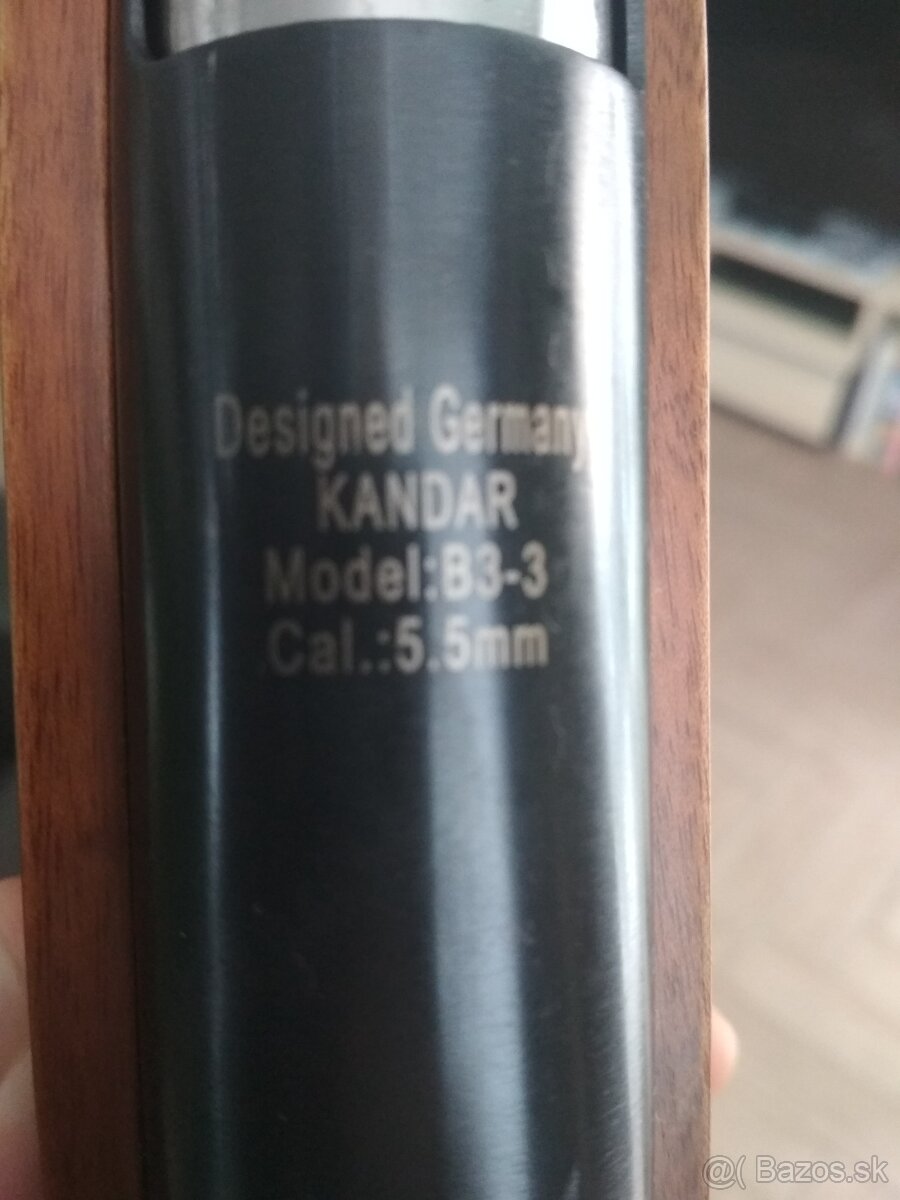 Designed Germany
KANDAR
Model:B3-3
Cal.:5.5mm
@( Bazos.sk